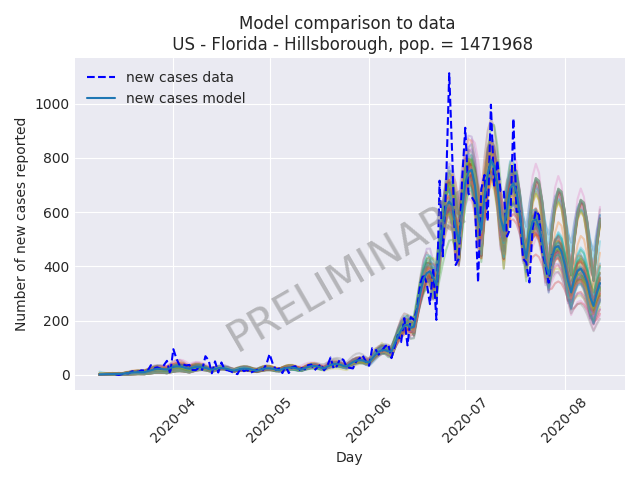 Model comparison to data
US - Florida - Hillsborough, pop. = 1471968
new cases data
new cases model
Number of new cases reported
1000
800
600
400
200
0
PRELIMINARY
2020-04
2020-05
2020-06
2020-07
2020-08
Day